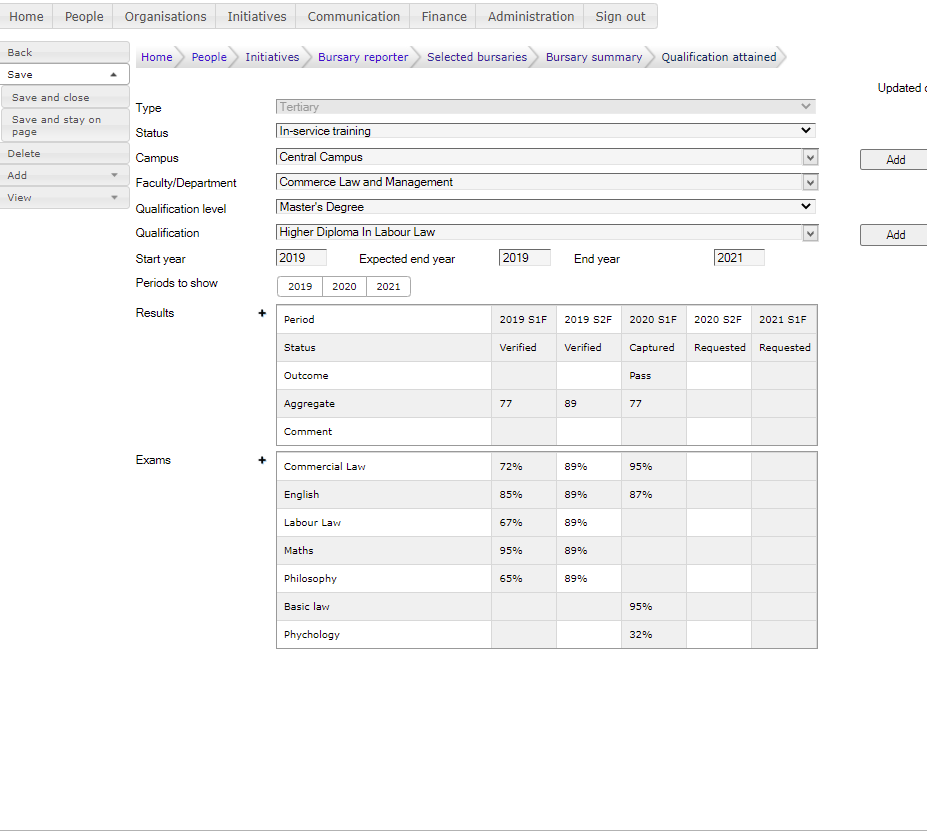 Home People Organisations Initiatives Communication Finance Administration Sign out
Back
Save
Save and close
Save and stay on
page
Delete
Add
View
Home People Initiatives Bursary reporter Selected bursaries Bursary summary Qualification attained
Updated
Type Tertiary
Status In-service training
Campus Central Campus Add
Faculty/Department Commerce Law and Management
Qualification level Master's Degree
Qualification Higher Diploma In Labour Law Add
Start year 2019 Expected end year 2019 End year 2021
Periods to show 2019 2020 2021
Results + Period 2019 S1F 2019 S2F 2020 S1F 2020 S2F 2021 S1F
Status Verified Verified Captured Requested Requested
Outcome Pass
Aggregate 77 89 77
Comment
Exams + Commercial Law 72% 89% 95%
English 85% 89% 87%
Labour Law 67% 89%
Maths 95% 89%
Philosophy 65% 89%
Basic law 95%
Phychology 32%